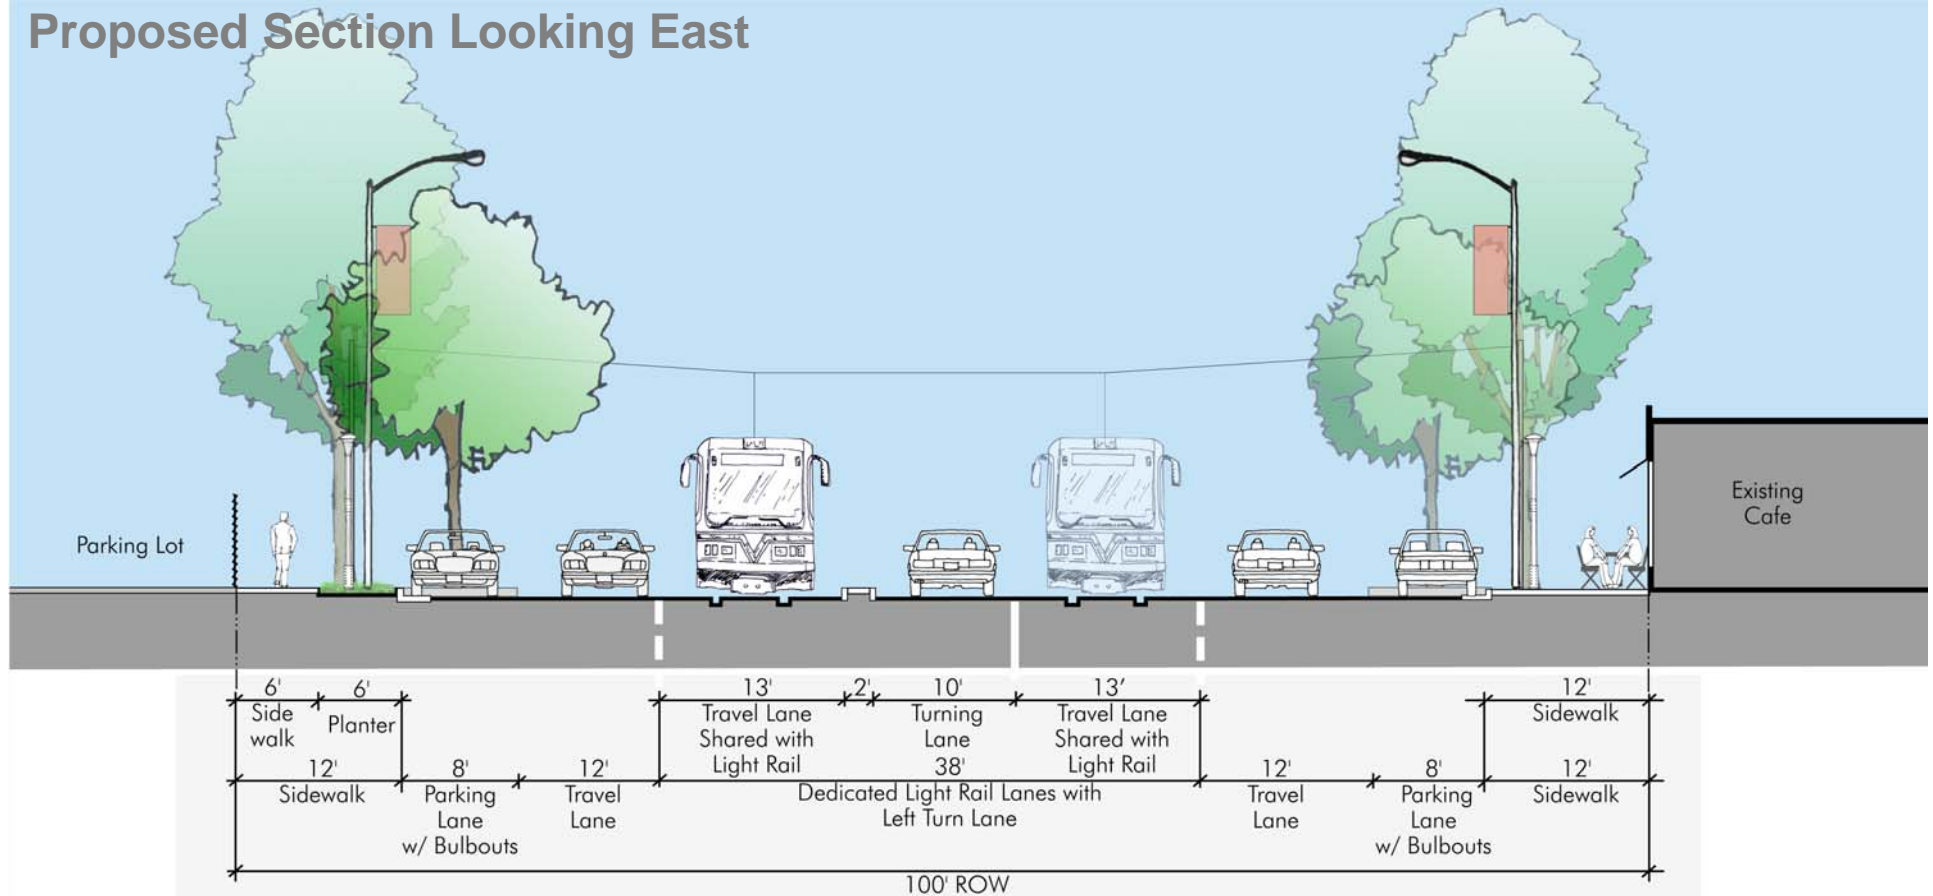 Proposed Section Looking East
Parking Lot
Existing
Cafe
6' 6' 13' 2' 10' 13' 12'
Side
walk
Planter
Travel Lane
Shared with
Light Rail
Turning
Lane
Travel Lane
Shared with
Light Rail
Sidewalk
12' 8' 12' 38' 12' 8' 12'
Sidewalk
Parking
Lane
w/ Bulbouts
Travel
Lane
Dedicated Light Rail Lanes with
Left Turn Lane
Travel
Lane
Parking
Lane
w/ Bulbouts
Sidewalk
100' ROW